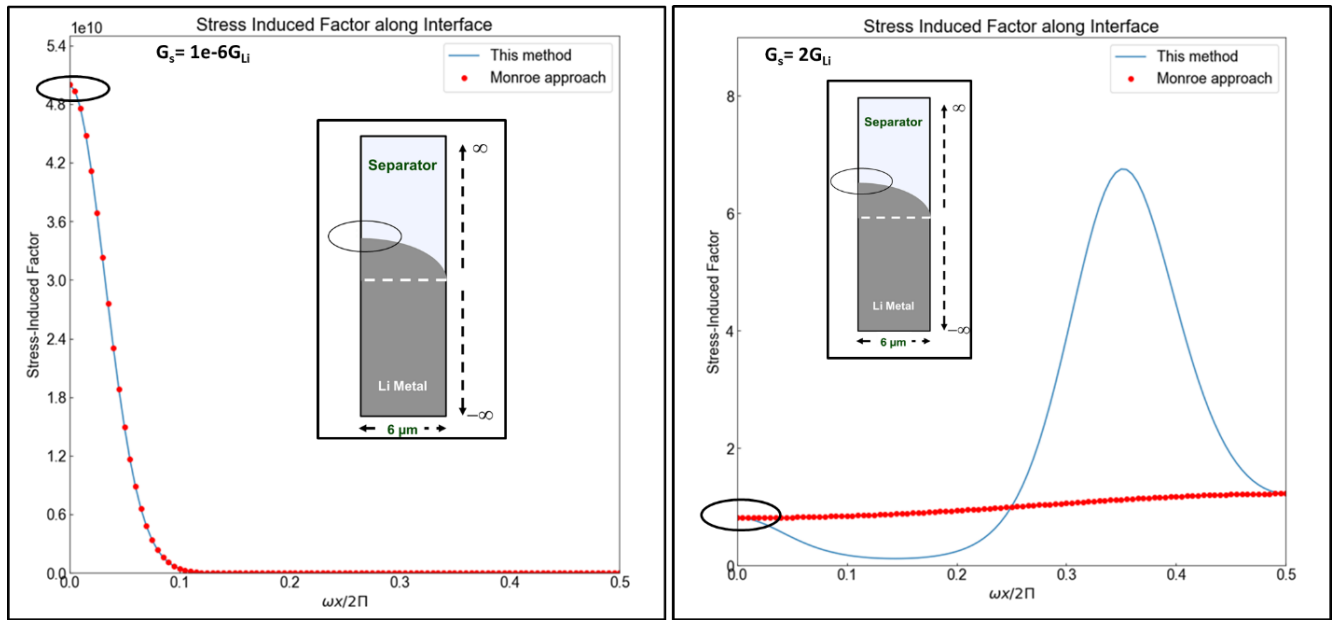 Stress Induced Factor along Interface
1e10
Gs= 1e-6GLi
This method
Monroe approach
5.4
4.8
4.2
3.6
3.0
2.4
1.8
1.2
0.6
0.0
Stress-Induced Factor
Separator
∞
Li Metal
−∞
6 µm
0.0 0.1 0.2 0.3 0.4 0.5
ωx/2Π
Stress Induced Factor along Interface
Gs= 2GLi
This method
Monroe approach
8
6
4
2
0
Stress-Induced Factor
Separator
∞
Li Metal
−∞
6 µm
0.0 0.1 0.2 0.3 0.4 0.5
ωx/2Π